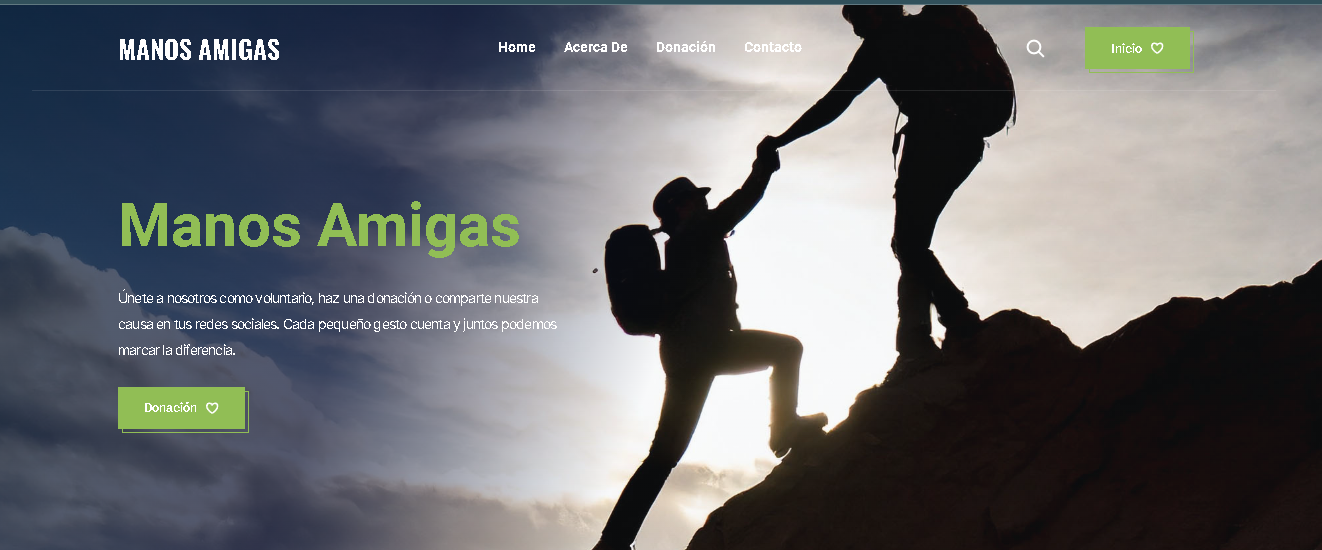 MANOS AMIGAS
Home Acerca De Donación Contacto
Inicio
Manos Amigas
Únete a nosotros como voluntario, haz una donación o comparte nuestra
causa en tus redes sociales. Cada pequeño gesto cuenta y juntos podemos
marcar la diferencia.
Donación